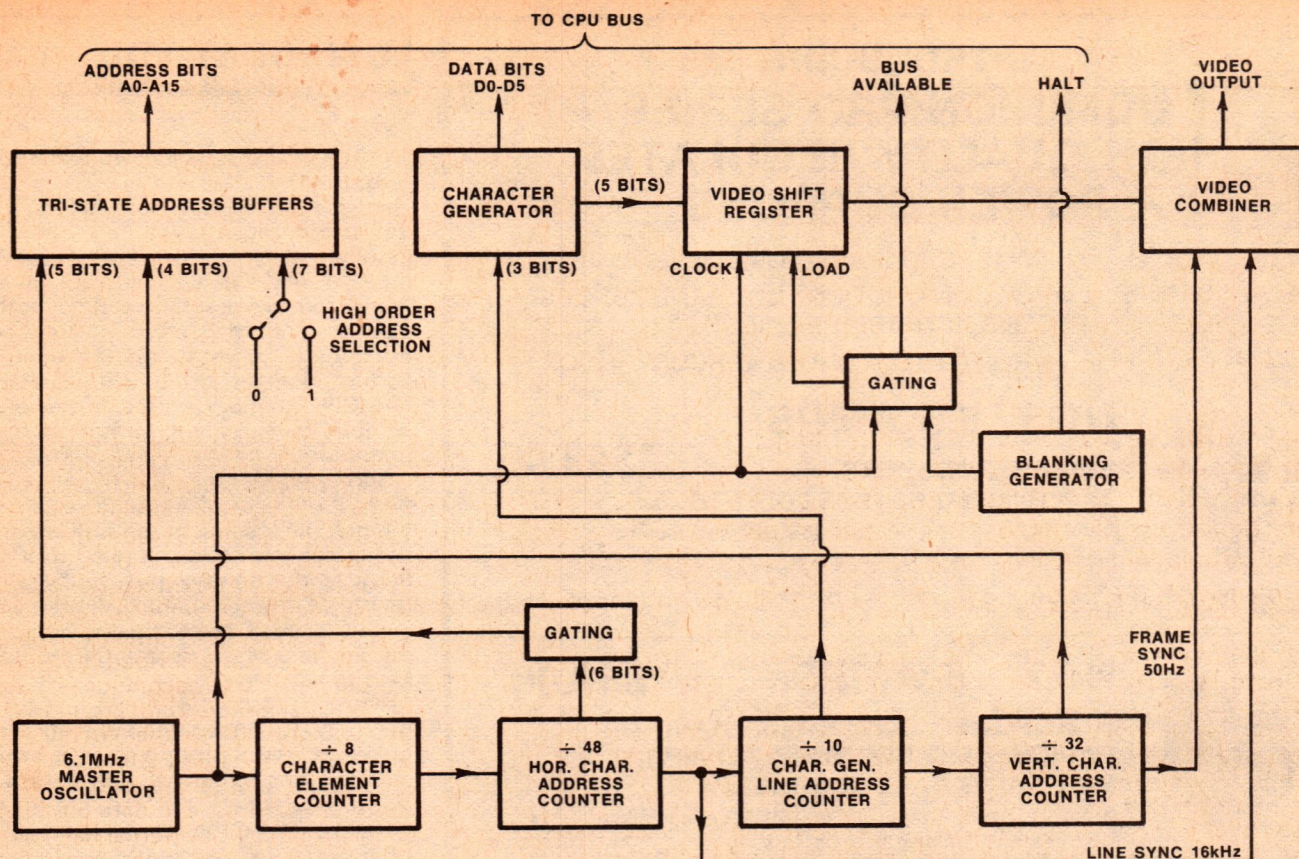 TO CPU BUS
ADDRESS BITS
A0-A15
DATA BITS
D0-D5
BUS
AVAILABLE
HALT
VIDEO
OUTPUT
TRI-STATE ADDRESS BUFFERS
CHARACTER
GENERATOR
(5 BITS)
VIDEO SHIFT
REGISTER
VIDEO
COMBINER
(5 BITS)
(4 BITS)
(7 BITS)
(3 BITS)
CLOCK
LOAD
HIGH ORDER
ADDRESS
SELECTION
0
1
GATING
BLANKING
GENERATOR
GATING
(6 BITS)
FRAME
SYNC
50Hz
6.1MHz
MASTER
OSCILLATOR
÷ 8
CHARACTER
ELEMENT
COUNTER
÷ 48
HOR. CHAR.
ADDRESS
COUNTER
÷ 10
CHAR. GEN.
LINE ADDRESS
COUNTER
÷ 32
VERT. CHAR.
ADDRESS
COUNTER
LINE SYNC 16kHz